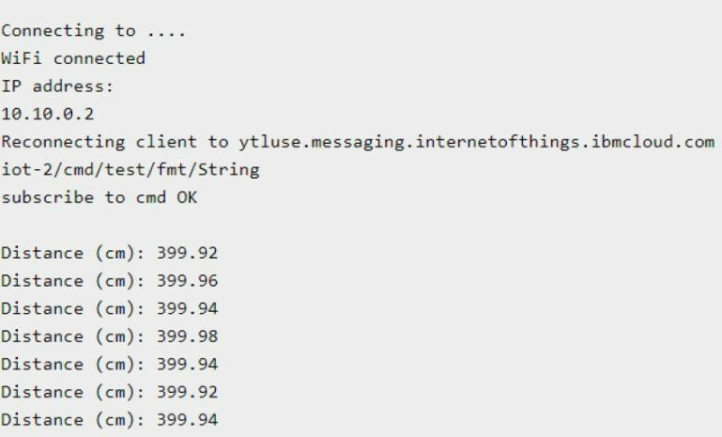 Connecting to ....
WiFi connected
IP address:
10.10.0.2
Reconnecting client to ytluse.messaging.internetofthings.ibmcloud.com
iot-2/cmd/test/fmt/String
subscribe to cmd OK
Distance (cm): 399.92
Distance (cm): 399.96
Distance (cm): 399.94
Distance (cm): 399.98
Distance (cm): 399.94
Distance (cm): 399.92
Distance (cm): 399.94